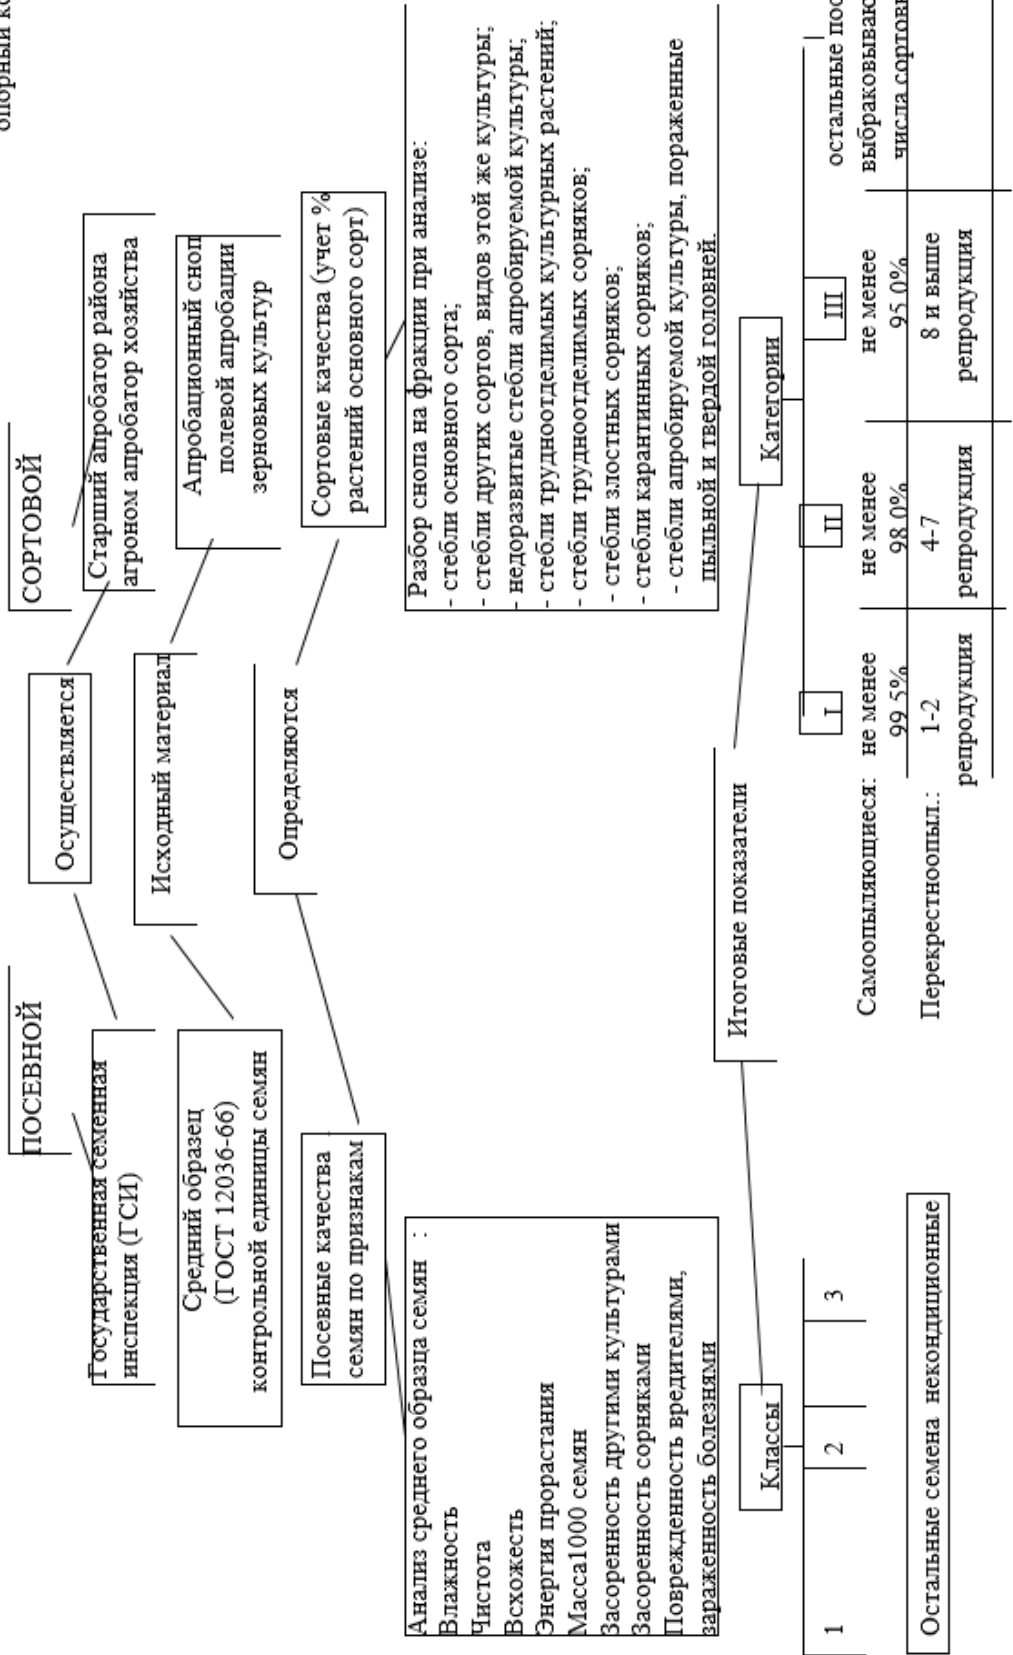 опорный ко
ПОСЕВНОЙ
СОРТОВОЙ
Государственная семенная
инспекция (ГСИ)
Осуществляется
Старший апробатор района
агроном апробатор хозяйства
Средний образец
(ГОСТ 12036-66)
контрольной единицы семян
Исходный материал
Апробационный сноп
полевой апробации
зерновых культур
Посевные качества
семян по признакам
Определяются
Сортовые качества (учет %
растений основного сорт)
Анализ среднего образца семян :
Влажность
Чистота
Всхожесть
Энергия прорастания
Масса1000 семян
Засоренность другими культурами
Засоренность сорняками
Поврежденность вредителями,
зараженность болезнями
Разбор снопа на фракции при анализе:
- стебли основного сорта;
- стебли других сортов, видов этой же культуры;
- недоразвитые стебли апробируемой культуры;
- стебли трудноотделимых культурных растений;
- стебли трудноотделимых сорняков;
- стебли злостных сорняков;
- стебли карантинных сорняков;
- стебли апробируемой культуры, пораженные
пыльной и твердой головней.
Итоговые показатели
Классы
Категории
1 2 3
I II III
остальные пос
выбраковываю
числа сортовы
Остальные семена некондиционные
Самоопыляющиеся: не менее не менее не менее
99,5% 98,0% 95,0%
Перекрестноопыл.: 1-2 4-7 8 и выше
репродукция репродукция репродукция